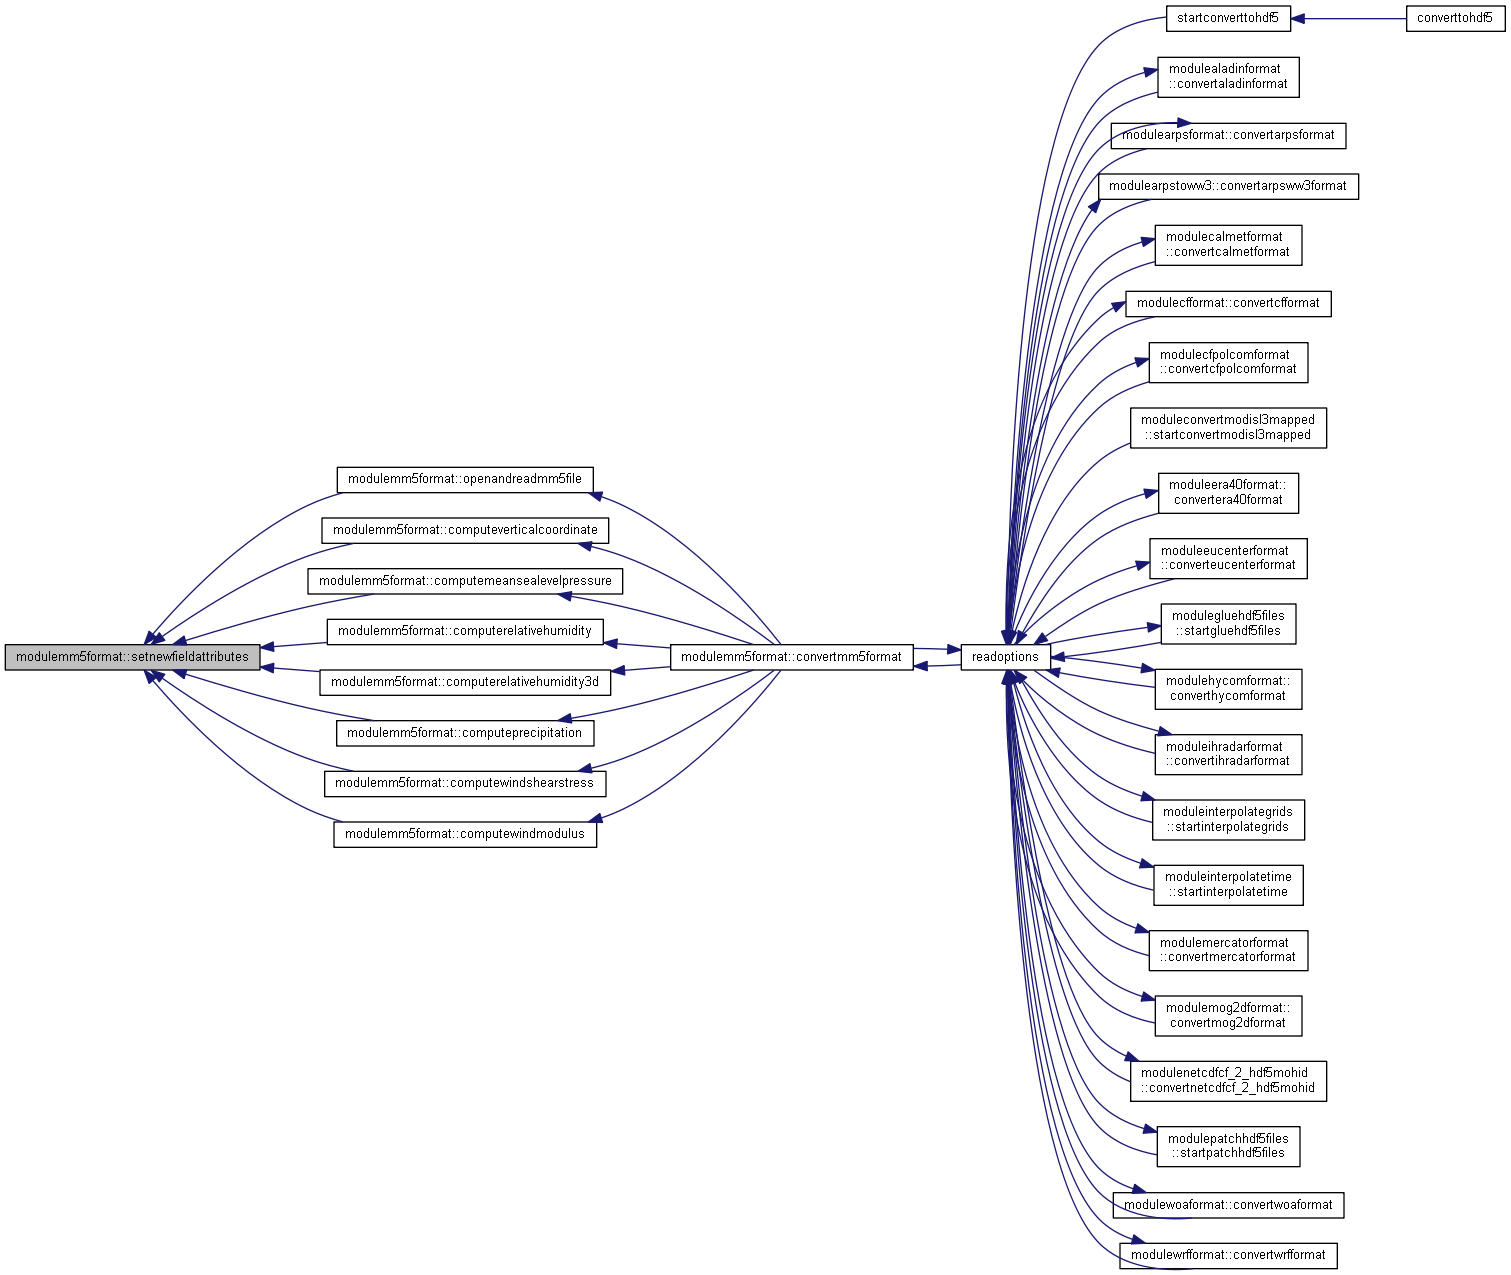 modulemm5format::setnewfieldattributes
modulemm5format::openandreadmm5file
modulemm5format::computeverticalcoordinate
modulemm5format::computemeansealevelpressure
modulemm5format::computerelativehumidity
modulemm5format::computerelativehumidity3d
modulemm5format::computeprecipitation
modulemm5format::computewindshearstress
modulemm5format::computewindmodulus
modulemm5format::convertmm5format
readoptions
startconverttohdf5
converttohdf5
modulealadinformat
::convertaladinformat
modulearpsformat::convertarpsformat
modulearpstoww3::convertarpsww3format
modulecalmetformat
::convertcalmetformat
modulecfformat::convertcfformat
modulecfpolcomformat
::convertcfpolcomformat
moduleconvertmodisl3mapped
::startconvertmodisl3mapped
moduleera40format::
convertera40format
moduleeucenterformat
::converteucenterformat
modulegluehdf5files
::startgluehdf5files
modulehycomformat::
converthycomformat
moduleihradarformat
::convertihradarformat
moduleinterpolategrids
::startinterpolategrids
moduleinterpolatetime
::startinterpolatetime
modulemercatorformat
::convertmercatorformat
modulemog2dformat::
convertmog2dformat
modulenetcdfcf_2_hdf5mohid
::convertnetcdfcf_2_hdf5mohid
modulepatchhdf5files
::startpatchhdf5files
modulewoaformat::convertwoaformat
modulewrfformat::convertwrfformat